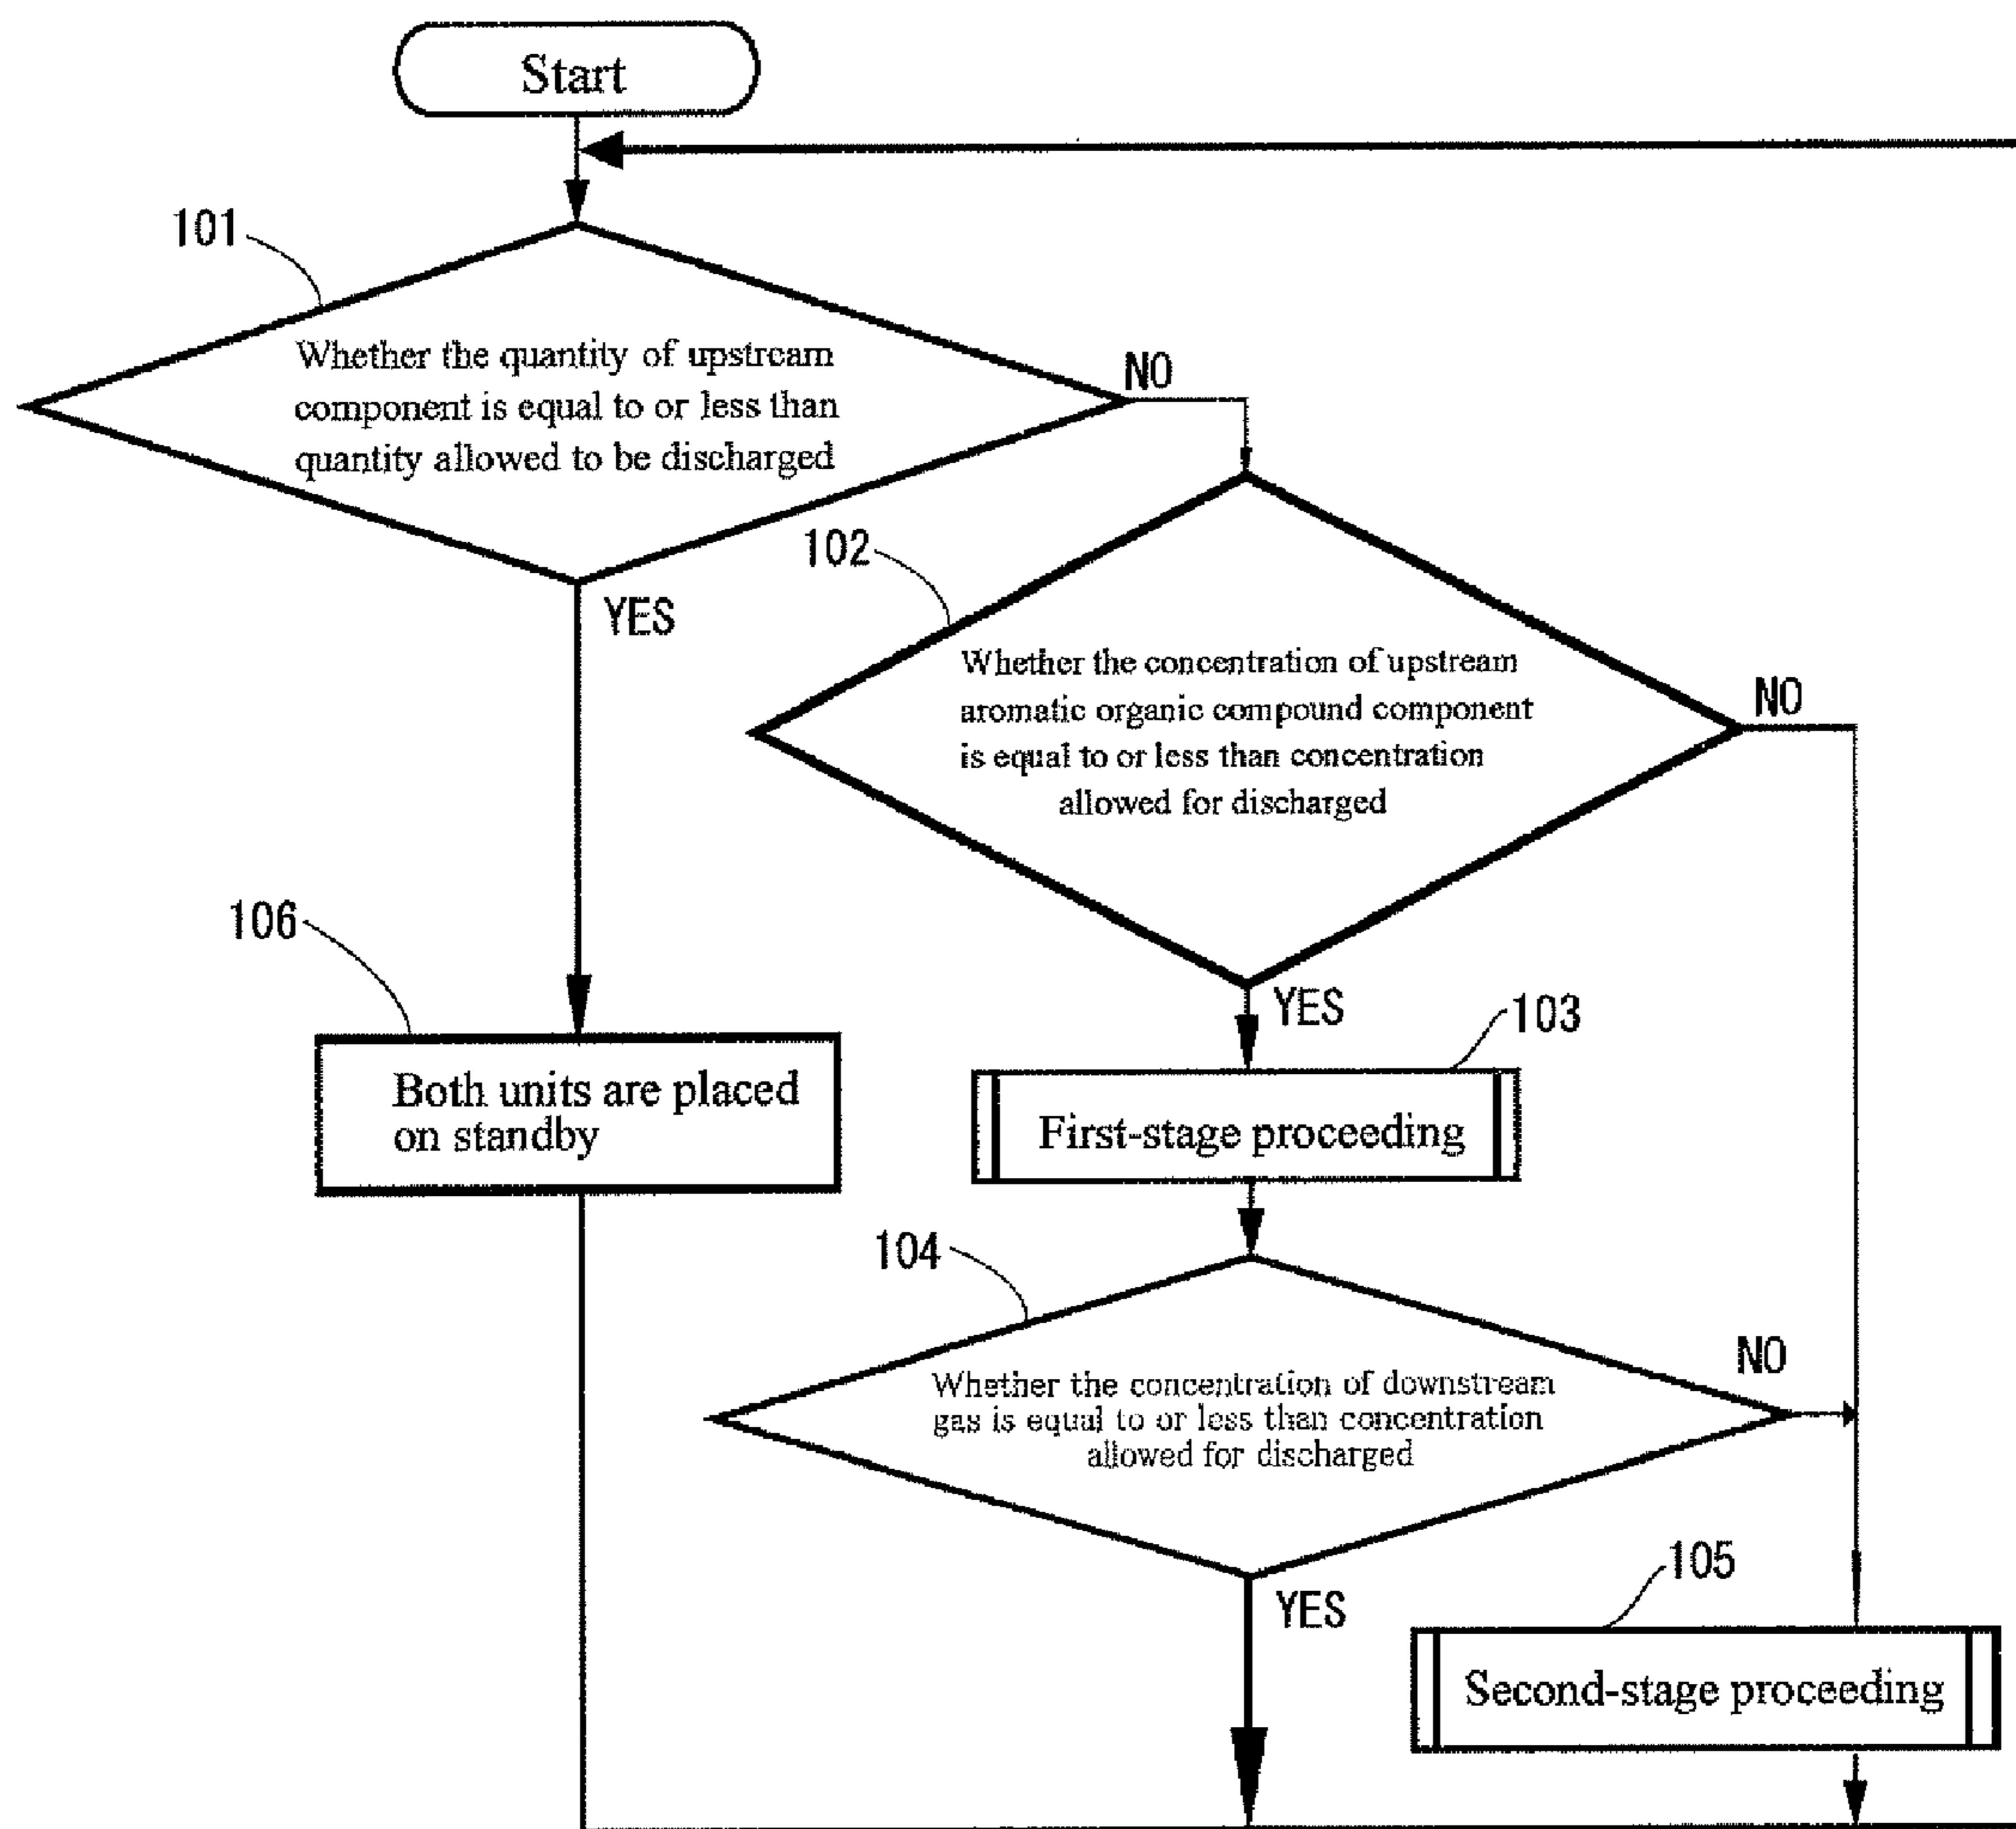 Start
101
Whether the quantity of upstream
component is equal to or less than
quantity allowed to be discharged
NO
YES
102
Whether the concentration of upstream
aromatic organic compound component
is equal to or less than concentration
allowed for discharged
NO
YES
106
Both units are placed
on standby
103
First-stage proceeding
104
Whether the concentration of downstream
gas is equal to or less than concentration
allowed for discharged
NO
YES
105
Second-stage proceeding